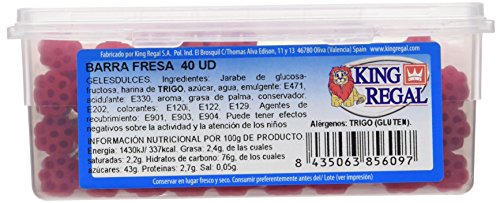 Fabricado por King Regal S.A. Pol. Ind. El Brosquil C/Thomas Alva Edison, 11 y 13 46780 Oliva (Valencia) Spain www.kingregal.com
BARRA FRESA 40 UD
GELESDULCES. Ingredientes: Jarabe de glucosa-
fructosa, harina de TRIGO, azúcar, agua, emulgente: E471,
acidulante: E330, aroma, grasa de palma, conservador:
E202, colorantes: E120i, E122, E129. Agentes de
recubrimiento: E901, E903, E904. Puede tener efectos
negativos sobre la actividad y la atención de los niños
INFORMACIÓN NUTRICIONAL POR 100g DE PRODUCTO.
Energia: 1430kJ/ 337kcal. Grasa: 2,4g, de las cuales
saturadas: 2,2g. Hidratos de carbono: 76g, de los cuales
azúcares: 43g. Proteínas: 2,7g. Sal: 0,05g.
KING
REGAL
Alérgenos: TRIGO (GLUTEN).
8 435063 856097
Conservar en lugar fresco y seco. Consumir preferentemente antes del/ Lote (ver impresión)